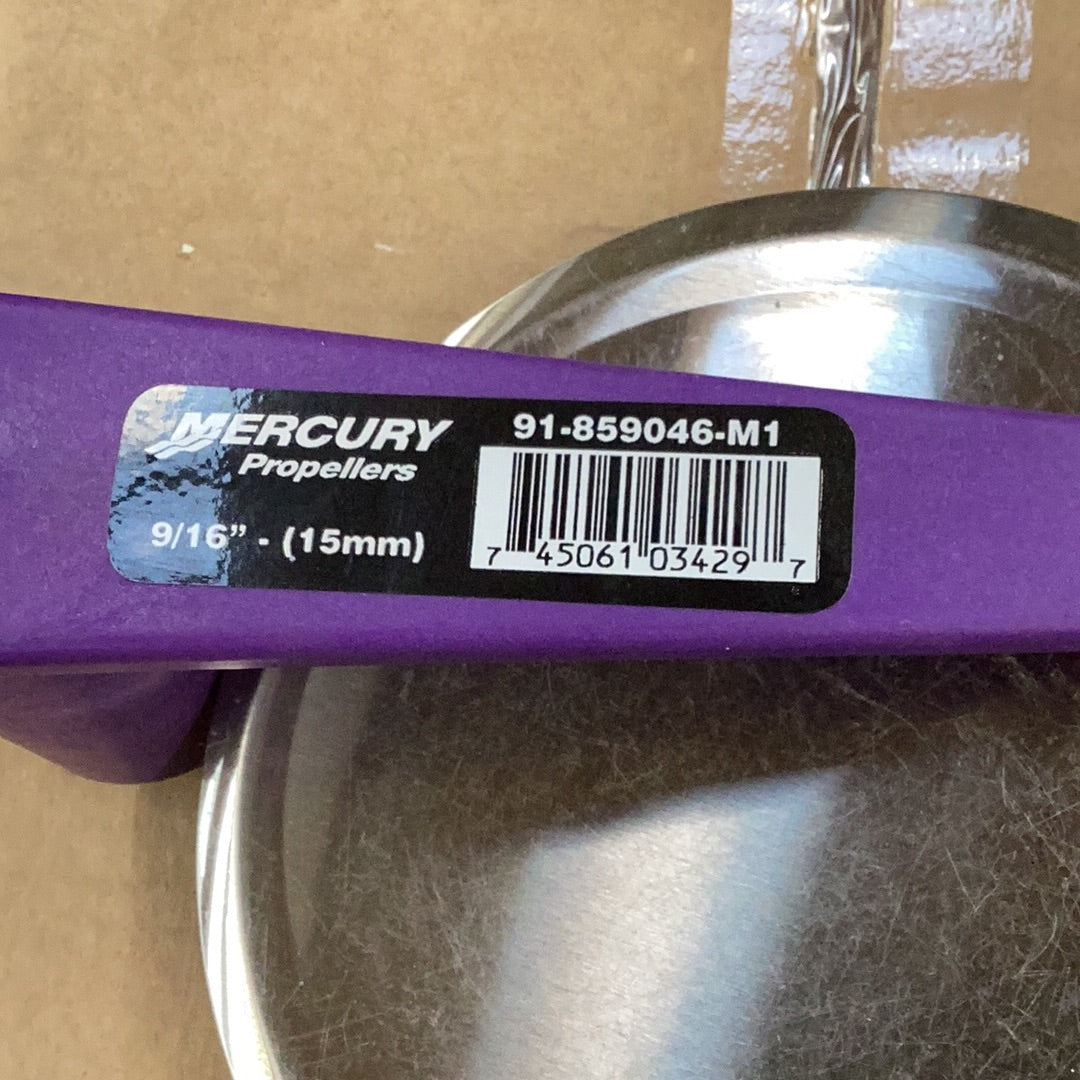 MERCURY
Propellers
9/16” - (15mm)
91-859046-M1
7 45061 03429 7